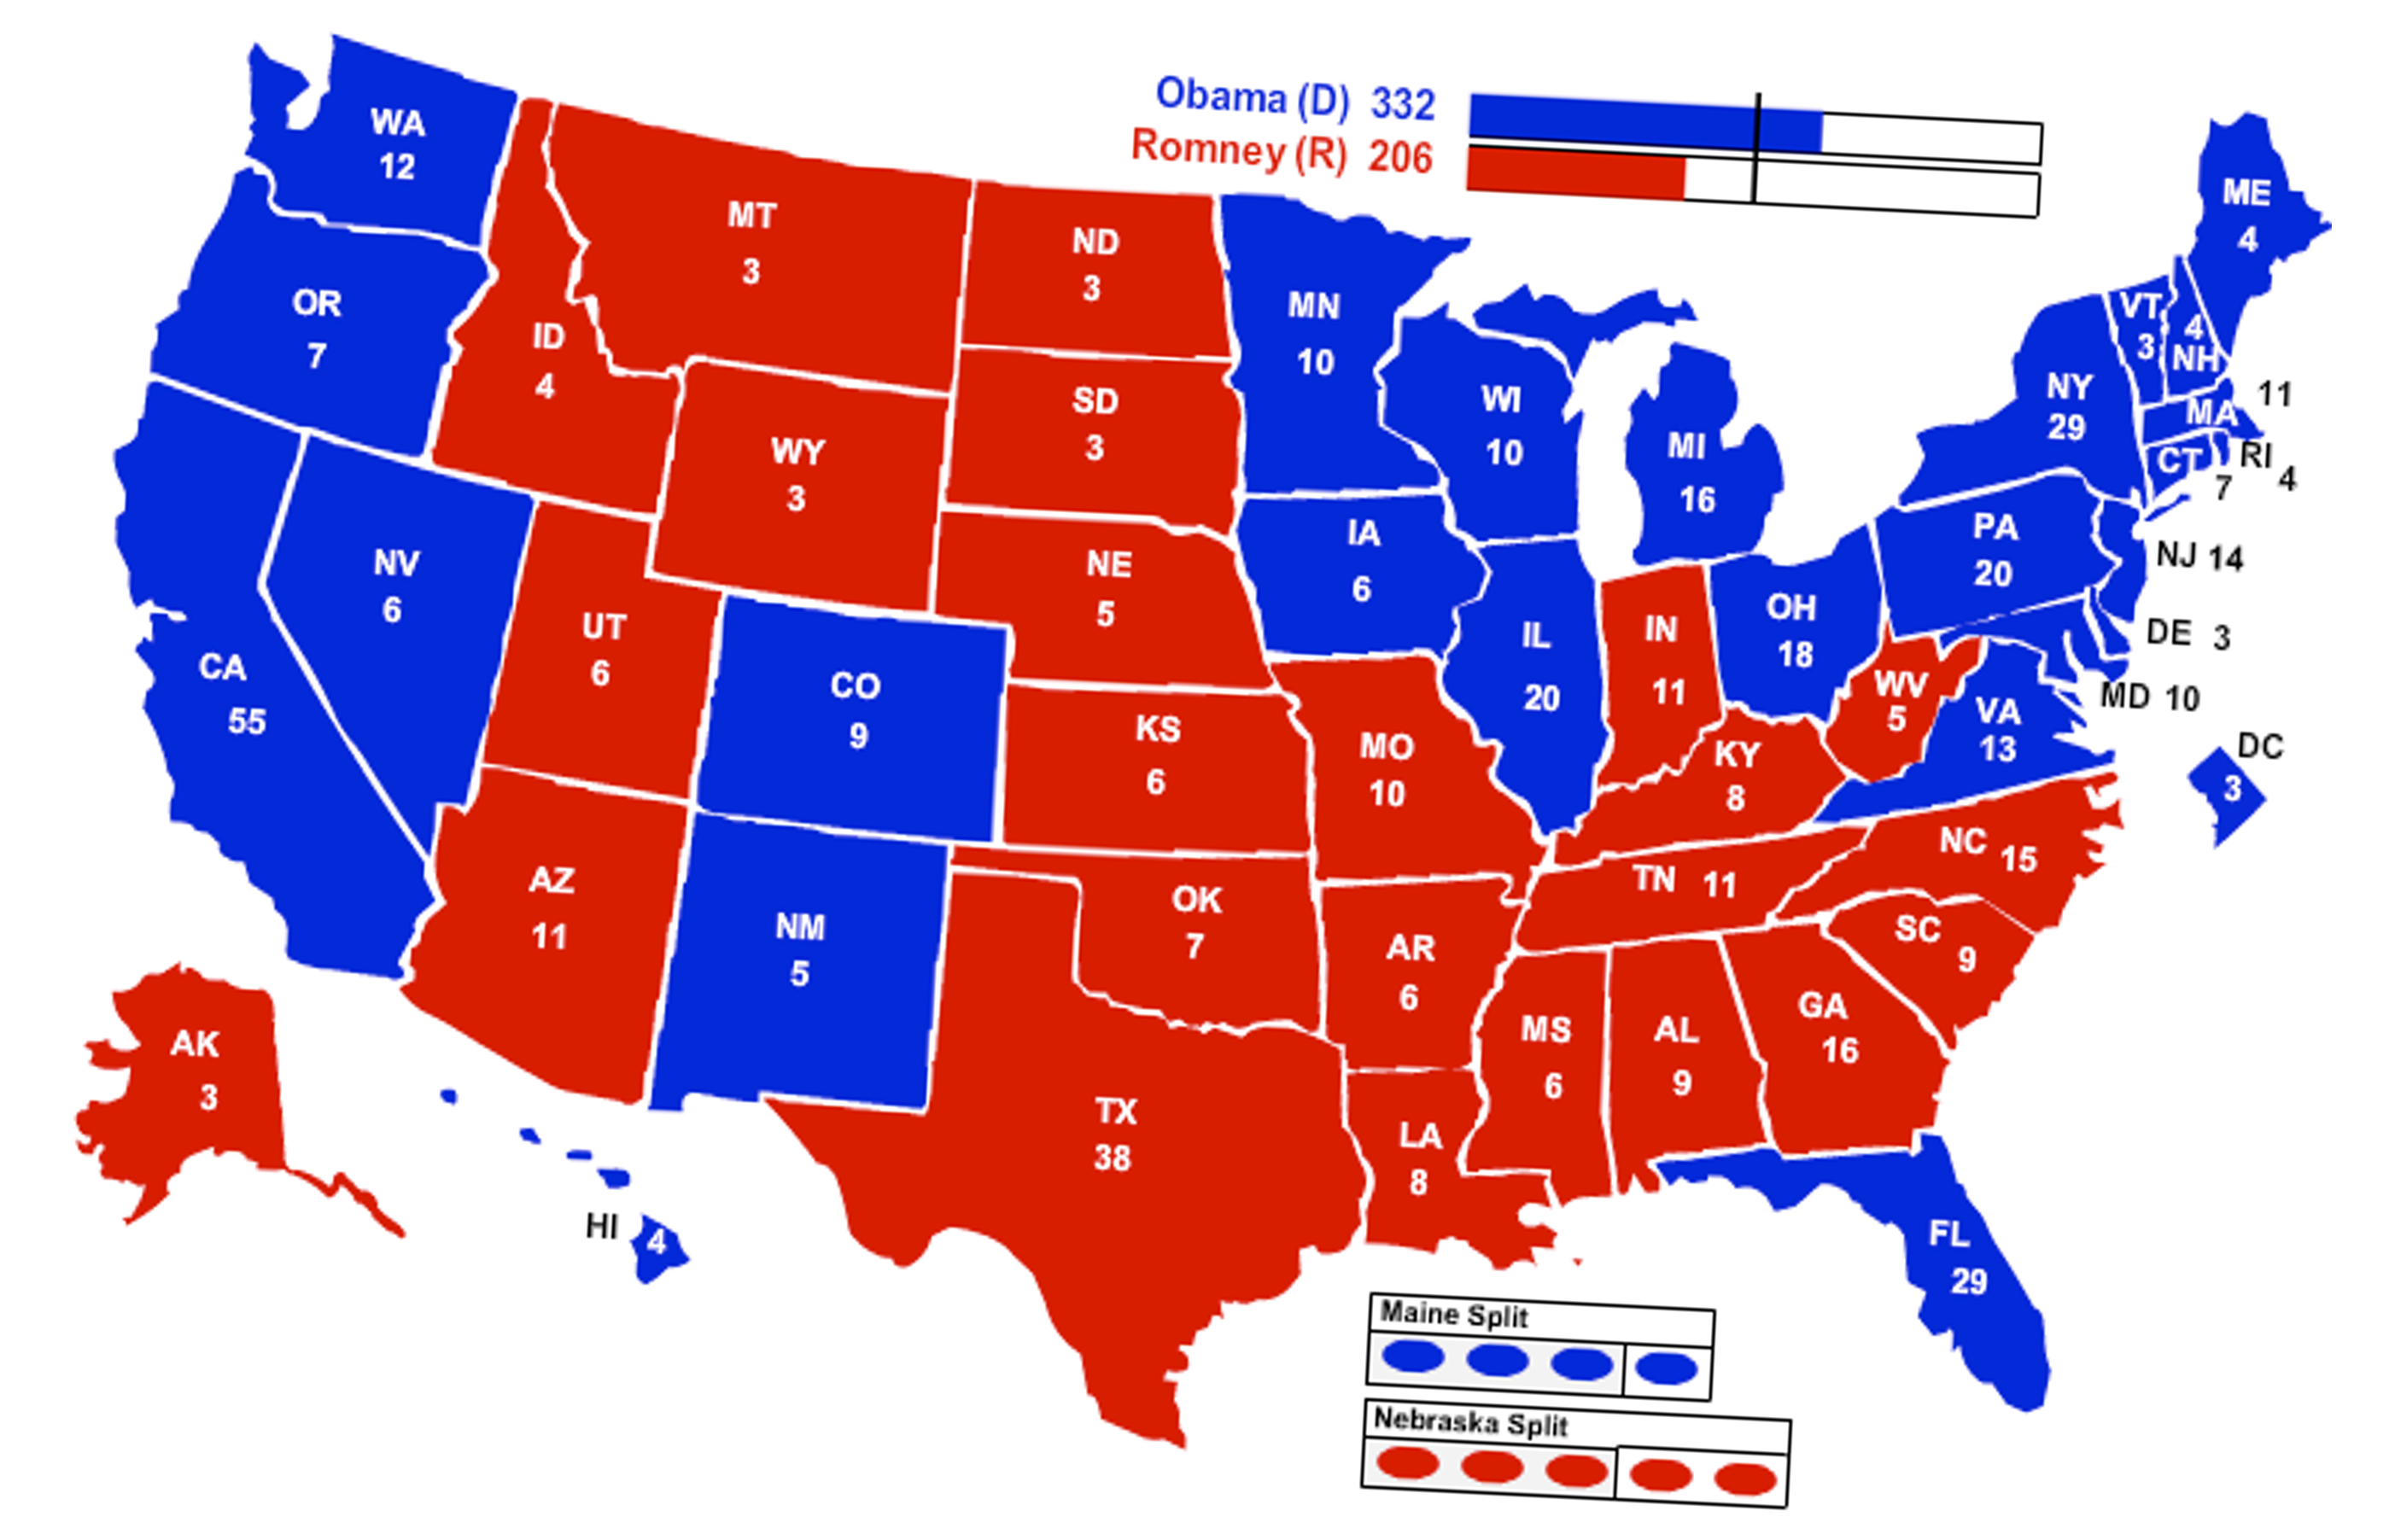 Obama (D) 332
Romney (R) 206
WA
12
OR
7
CA
55
NV
6
ID
4
MT
3
WY
3
UT
6
AZ
11
CO
9
NM
5
ND
3
SD
3
NE
5
KS
6
OK
7
TX
38
MN
10
IA
6
MO
10
AR
6
LA
8
WI
10
IL
20
MI
16
IN
11
OH
18
KY
8
TN 11
MS
6
AL
9
GA
16
FL
29
SC
9
NC 15
VA
13
WV
5
PA
20
NY
29
VT
3
4
NH
ME
4
11
MA
RI
4
CT
7
NJ 14
DE 3
MD 10
DC
3
AK
3
HI
4
Maine Split
Nebraska Split